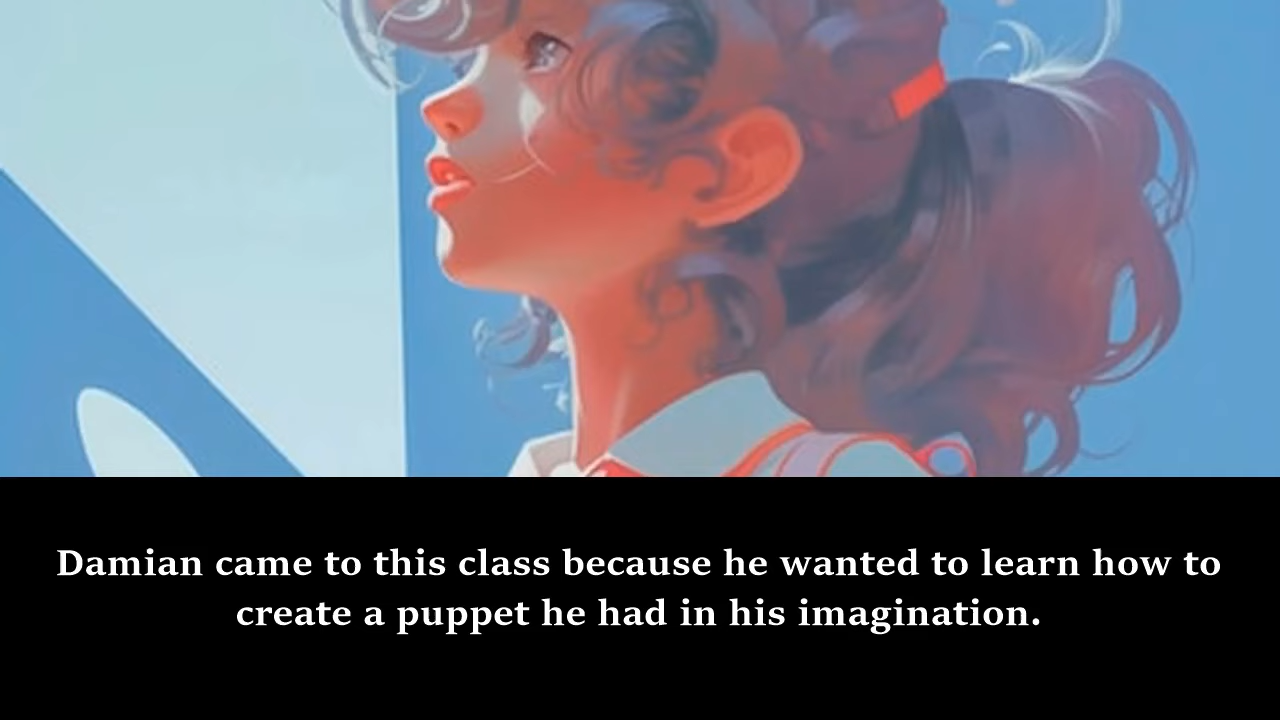 Damian came to this class because he wanted to learn how to
create a puppet he had in his imagination.